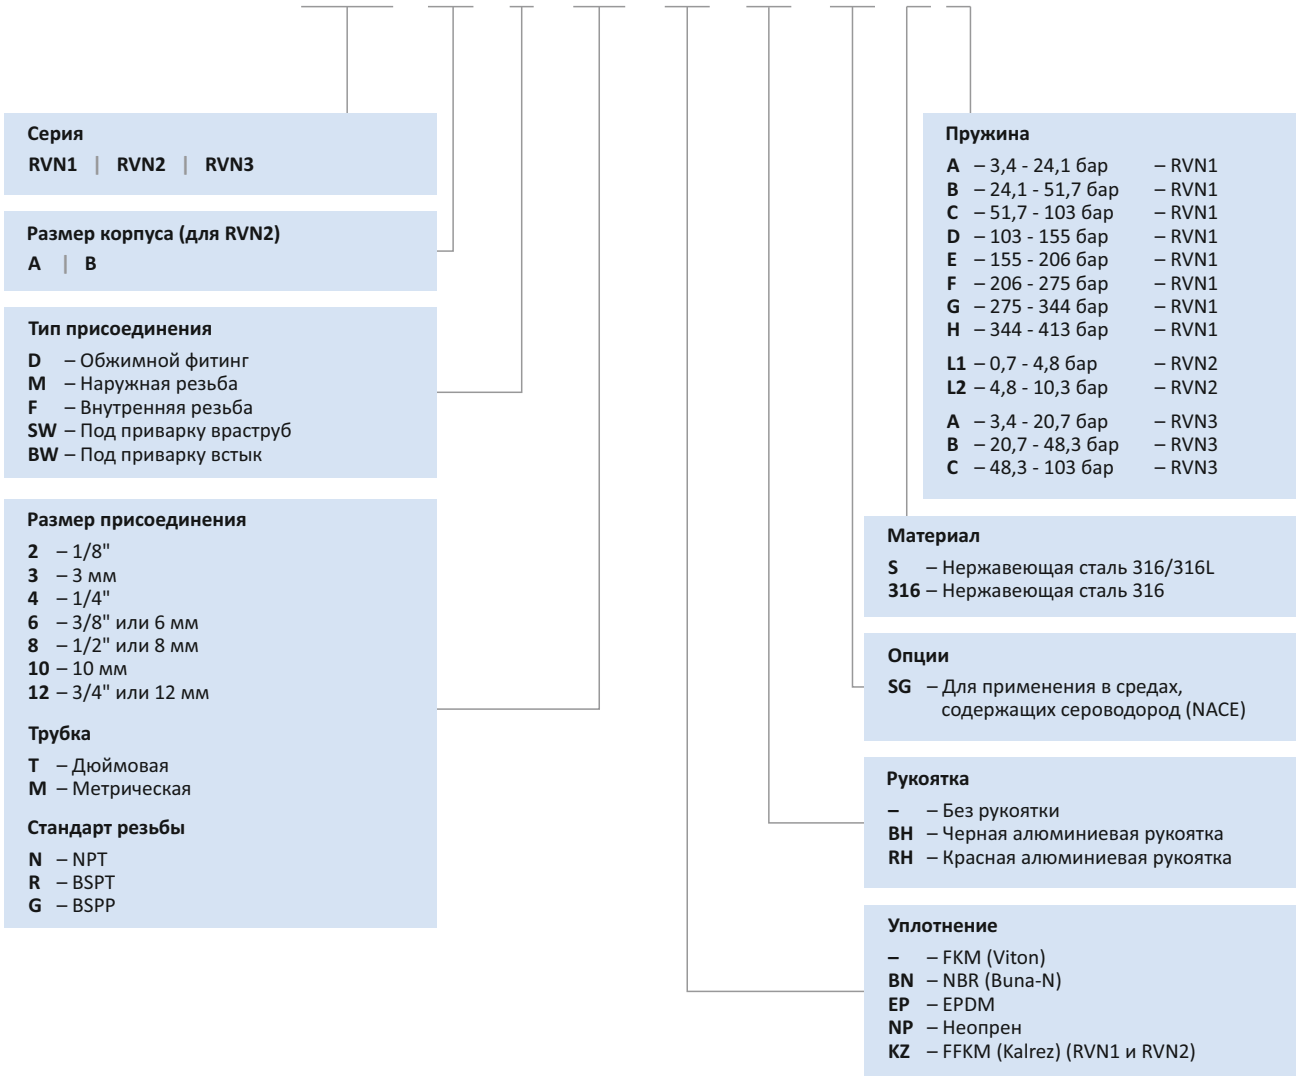 Серия
RVN1 | RVN2 | RVN3
Размер корпуса (для RVN2)
A | B
Тип присоединения
D – Обжимной фитинг
M – Наружная резьба
F – Внутренняя резьба
SW – Под приварку враструб
BW – Под приварку встык
Размер присоединения
2 – 1/8"
3 – 3 мм
4 – 1/4"
6 – 3/8" или 6 мм
8 – 1/2" или 8 мм
10 – 10 мм
12 – 3/4" или 12 мм
Трубка
T – Дюймовая
M – Метрическая
Стандарт резьбы
N – NPT
R – BSPT
G – BSPP
Пружина
A – 3,4 - 24,1 бар – RVN1
B – 24,1 - 51,7 бар – RVN1
C – 51,7 - 103 бар – RVN1
D – 103 - 155 бар – RVN1
E – 155 - 206 бар – RVN1
F – 206 - 275 бар – RVN1
G – 275 - 344 бар – RVN1
H – 344 - 413 бар – RVN1
L1 – 0,7 - 4,8 бар – RVN2
L2 – 4,8 - 10,3 бар – RVN2
A – 3,4 - 20,7 бар – RVN3
B – 20,7 - 48,3 бар – RVN3
C – 48,3 - 103 бар – RVN3
Материал
S – Нержавеющая сталь 316/316L
316 – Нержавеющая сталь 316
Опции
SG – Для применения в средах,
содержащих сероводород (NACE)
Рукоятка
– – Без рукоятки
BH – Черная алюминиевая рукоятка
RH – Красная алюминиевая рукоятка
Уплотнение
– – FKM (Viton)
BN – NBR (Buna-N)
EP – EPDM
NP – Неопрен
KZ – FFKM (Kalrez) (RVN1 и RVN2)